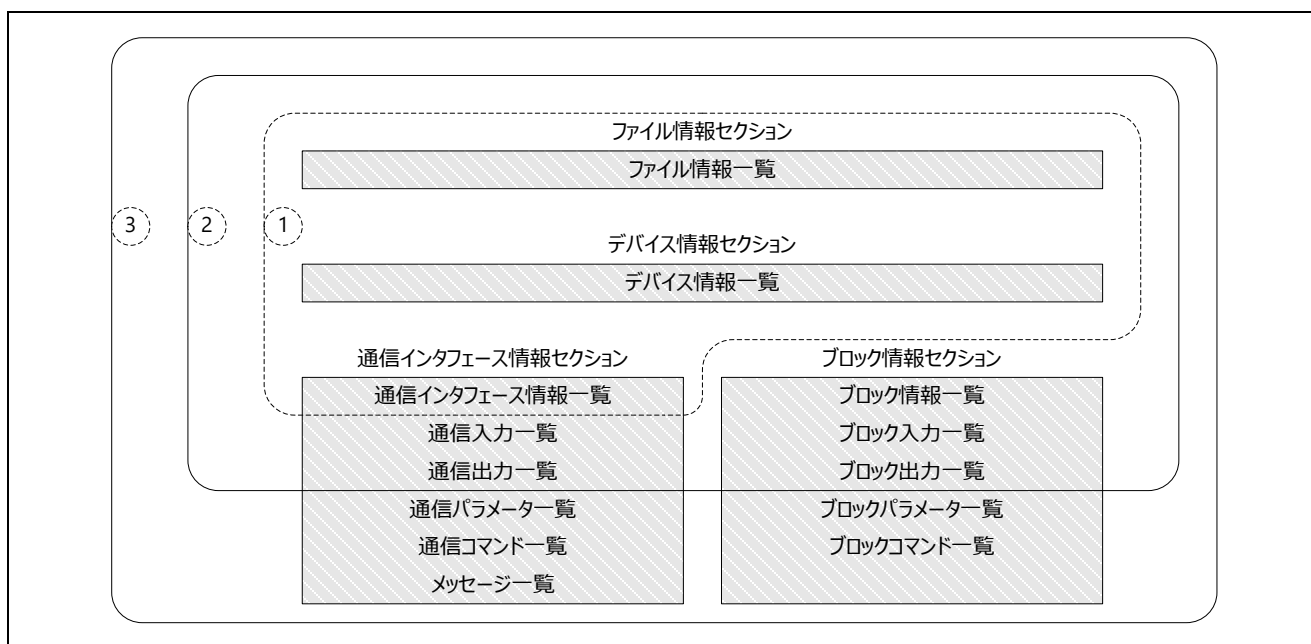 ファイル情報セクション
ファイル情報一覧
3
2
1
デバイス情報セクション
デバイス情報一覧
通信インタフェース情報セクション
通信インタフェース情報一覧
通信入力一覧
通信出力一覧
通信パラメータ一覧
通信コマンド一覧
メッセージ一覧
ブロック情報セクション
ブロック情報一覧
ブロック入力一覧
ブロック出力一覧
ブロックパラメータ一覧
ブロックコマンド一覧